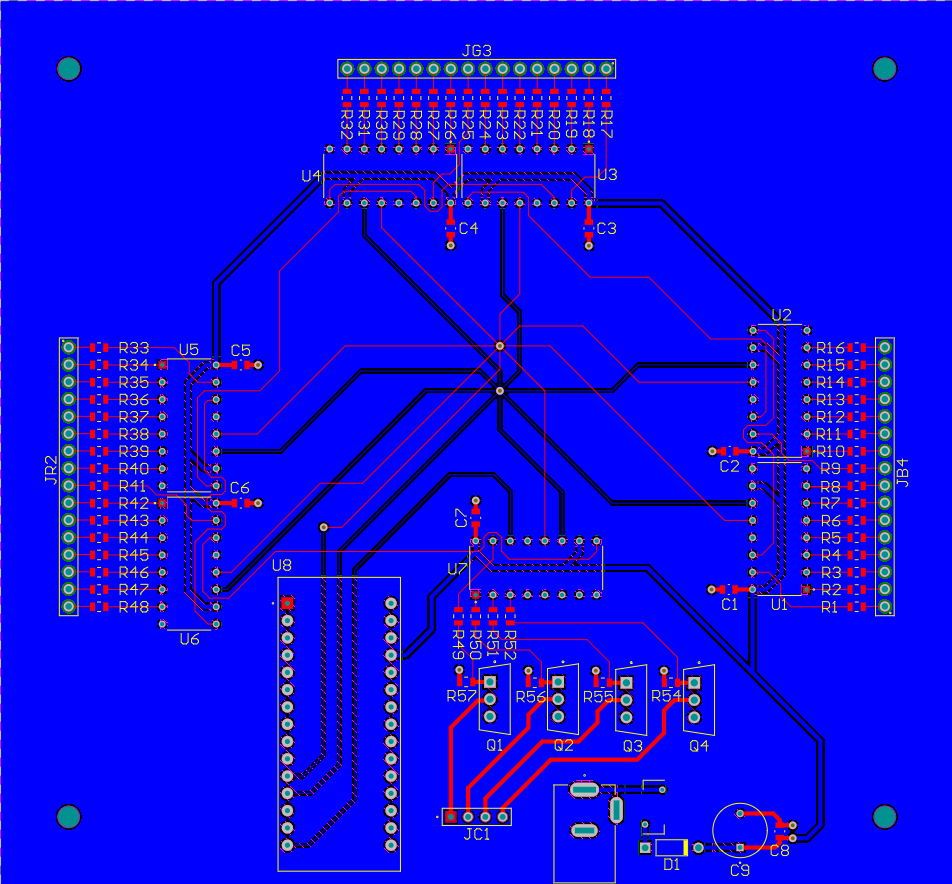 JG3
R32 R31 R30 R29 R28 R27 R26 R25 R24 R23 R22 R21 R20 R19 R18 R17
U4 U3
C4 C3
U2
R33 U5 C5 R16
R34 R15
R35 R14
R36 R13
R37 R12
R38 R11
R39 C2 R10
JR2 R40 R9 JB4
R41 C6 R8
R42 R7
R43 C7 R6
R44 R5
R45 R4
R46 U8 U7 R3
R47 C1 R2
R48 U1 R1
U6 R49 R50 R51 R52
R57 R56 R55 R54
Q1 Q2 Q3 Q4
JC1
D1 C9 C8